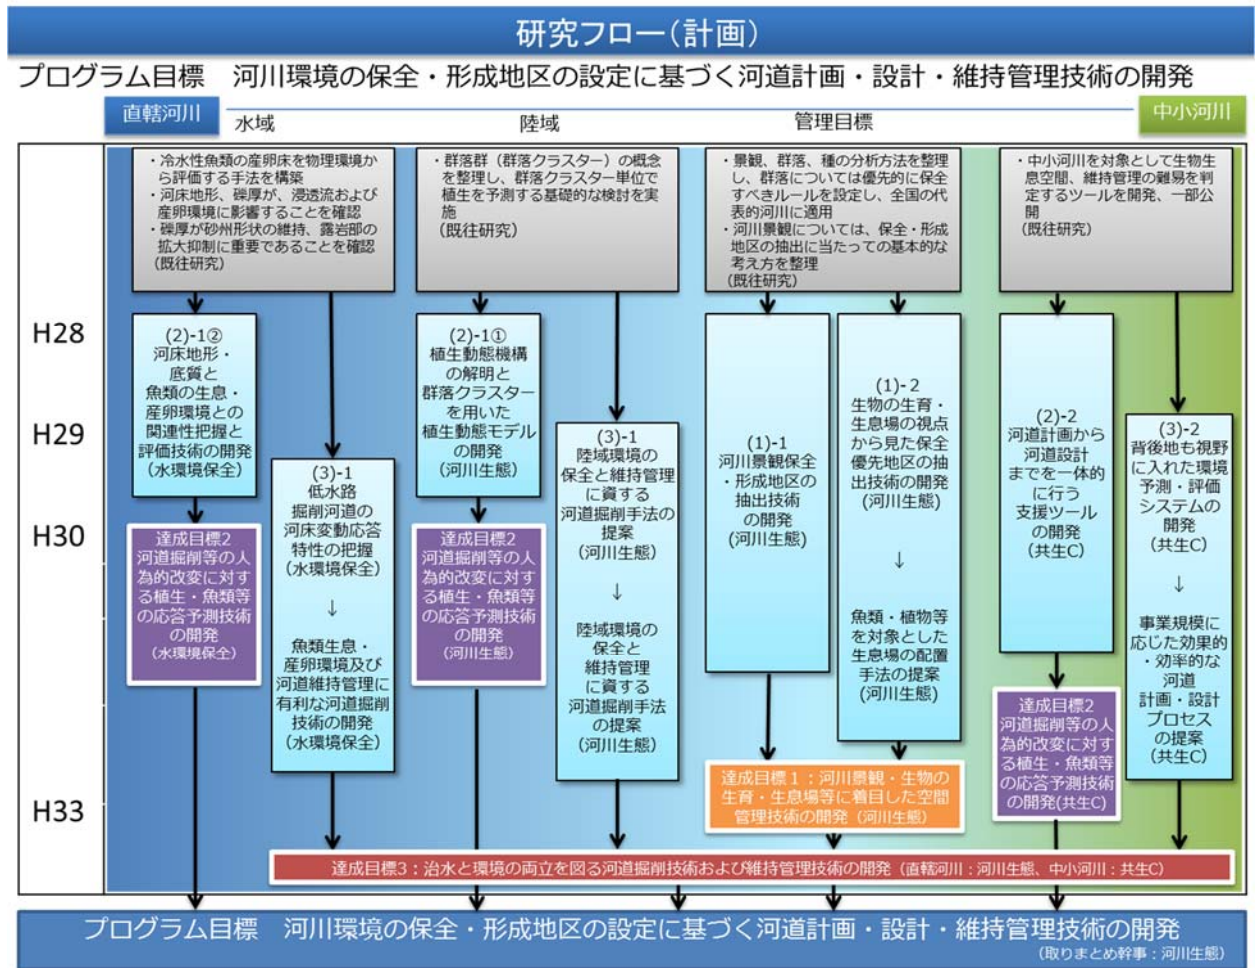 研究フロー(計画)
プログラム目標　河川環境の保全・形成地区の設定に基づく河道計画・設計・維持管理技術の開発
直轄河川
水域
陸域
管理目標
中小河川
・冷水性魚類の産卵床を物理環境か
ら評価する手法を構築
・河床地形、礫厚が、浸透流および
産卵環境に影響することを確認
・礫厚が砂州形状の維持、露岩部の
拡大抑制に重要であることを確認
(既往研究)
・群落群（群落クラスター）の概念
を整理し、群落クラスター単位で
植生を予測する基礎的な検討を実
施
(既往研究)
・景観、群落、種の分析方法を整理
し、群落については優先的に保全
すべきルールを設定し、全国の代
表的河川に適用
・河川景観については、保全・形成
地区の抽出に当たっての基本的な
考え方を整理
(既往研究)
・中小河川を対象として生物生
息空間、維持管理の難易を判
定するツールを開発、一部公
開
(既往研究)
H28
H29
H30
H33
(2)-1②
河床地形・
底質と
魚類の生息・
産卵環境との
関連性把握と
評価技術の開発
(水環境保全)
達成目標2
河道掘削等の人
為的改変に対す
る植生・魚類等
の応答予測技術
の開発
(水環境保全)
(3)-1
低水路
掘削河道の
河床変動応答
特性の把握
(水環境保全)
↓
魚類生息・
産卵環境及び
河道維持管理に
有利な河道掘削
技術の開発
(水環境保全)
(2)-1①
植生動態機構
の解明と
群落クラスター
を用いた
植生動態モデル
の開発
(河川生態)
達成目標2
河道掘削等の人
為的改変に対す
る植生・魚類等
の応答予測技術
の開発
(河川生態)
(3)-1
陸域環境の
保全と維持管理
に資する
河道掘削手法の
提案
(河川生態)
↓
陸域環境の
保全と
維持管理
に資する
河道掘削手法
の提案
(河川生態)
(1)-1
河川景観保全
・形成地区の
抽出技術
の開発
(河川生態)
(1)-2
生物の生育・
生息場の視点
から見た保全
優先地区の抽
出技術の開発
(河川生態)
↓
魚類・植物等
を対象とした
生息場の配置
手法の提案
(河川生態)
達成目標1：河川景観・生物の
生育・生息場等に着目した空間
管理技術の開発（河川生態）
(2)-2
河道計画から
河道設計
までを一体的
に行う
支援ツール
の開発
(共生C)
達成目標2
河道掘削等の人
為的改変に対す
る植生・魚類等
の応答予測技術
の開発(共生C)
(3)-2
背後地も視野
に入れた環境
予測・評価
システムの
開発
(共生C)
↓
事業規模に
応じた効果的
・効率的な
河道
計画・設計
プロセス
の提案
(共生C)
達成目標3：治水と環境の両立を図る河道掘削技術および維持管理技術の開発（直轄河川：河川生態、中小河川：共生C）
プログラム目標　河川環境の保全・形成地区の設定に基づく河道計画・設計・維持管理技術の開発
(取りまとめ幹事：河川生態)